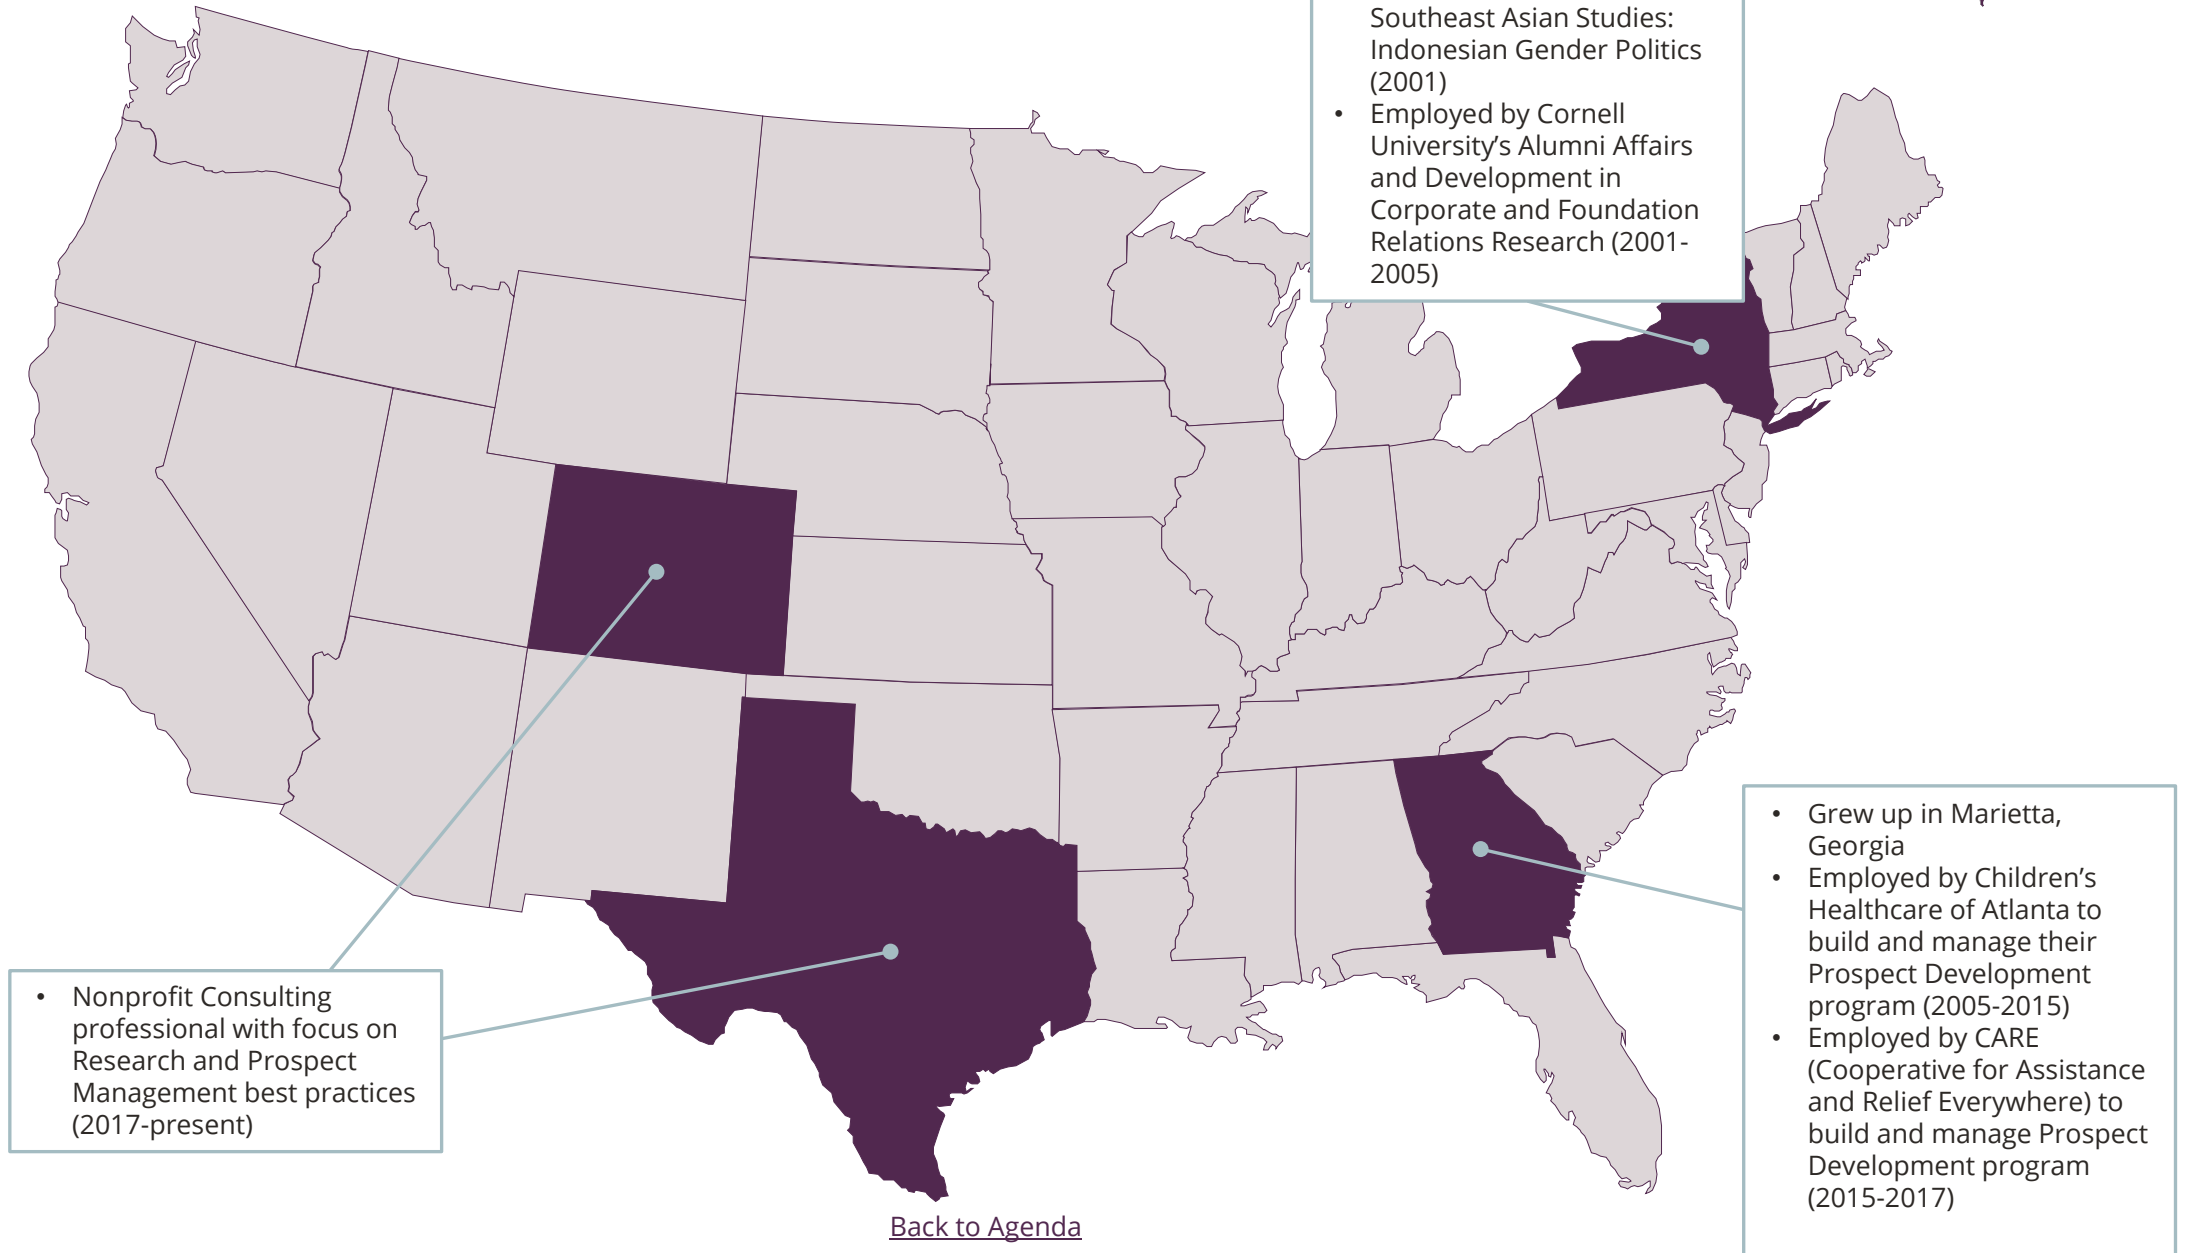 Southeast Asian Studies:
Indonesian Gender Politics
(2001)
• Employed by Cornell
University’s Alumni Affairs
and Development in
Corporate and Foundation
Relations Research (2001-
2005)
• Grew up in Marietta,
Georgia
• Employed by Children’s
Healthcare of Atlanta to
build and manage their
Prospect Development
program (2005-2015)
• Employed by CARE
(Cooperative for Assistance
and Relief Everywhere) to
build and manage Prospect
Development program
(2015-2017)
• Nonprofit Consulting
professional with focus on
Research and Prospect
Management best practices
(2017-present)
Back to Agenda